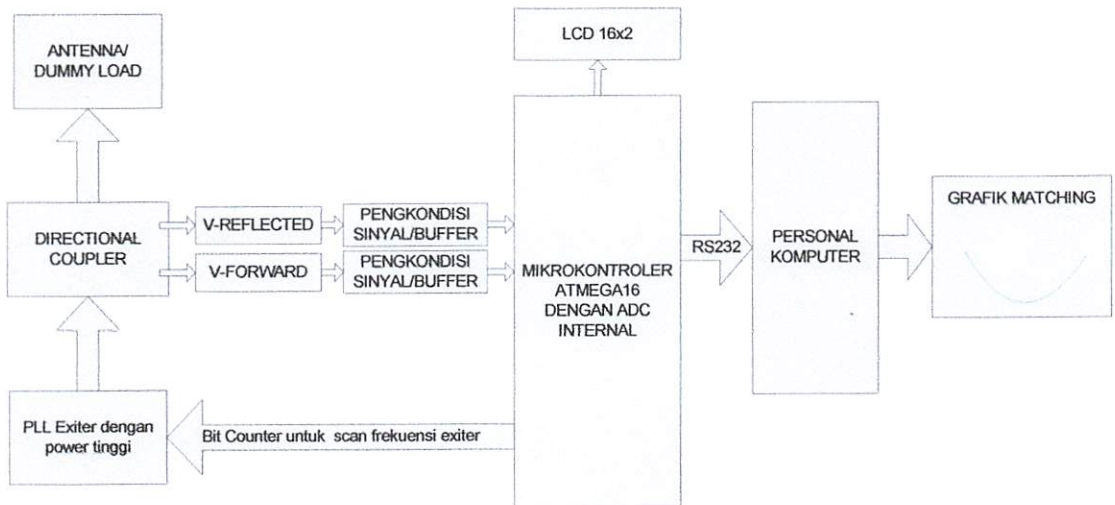 ANTENNA/
DUMMY LOAD
LCD 16x2
DIRECTIONAL
COUPLER
V-REFLECTED
PENGKONDISI
SINYAL/BUFFER
V-FORWARD
PENGKONDISI
SINYAL/BUFFER
MIKROKONTROLER
ATMEGA16
DENGAN ADC
INTERNAL
RS232
PERSONAL
KOMPUTER
GRAFIK MATCHING
PLL Exiter dengan
power tinggi
Bit Counter untuk scan frekuensi exiter